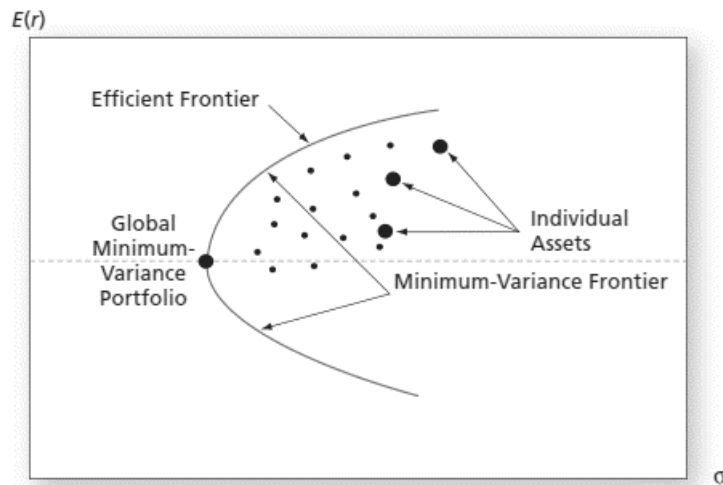 E(r)
Efficient Frontier
Global
Minimum-
Variance
Portfolio
Individual
Assets
Minimum-Variance Frontier
σ